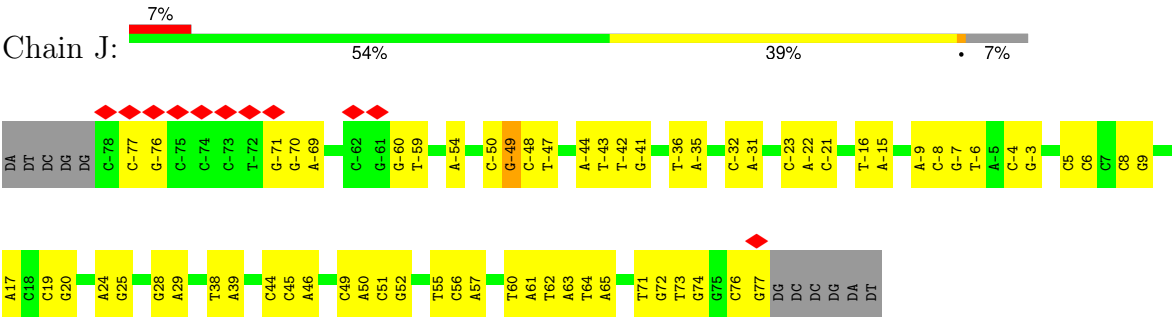 7%
Chain J:
54% 39% • 7%
DA DT DC DG DG C-78 C-77 G-76 C-75 C-74 C-73 T-72 G-71 G-70 A-69 C-62 G-61 G-60 T-59 A-54 C-50 G-49 C-48 T-47 A-44 T-43 T-42 G-41 T-36 A-35 C-32 A-31 C-23 A-22 C-21 T-16 A-15 A-9 C-8 G-7 T-6 A-5 C-4 G-3 C5 C6 C7 C8 G9
A17 C18 C19 G20 A24 G25 G28 A29 T38 A39 C44 C45 A46 C49 A50 C51 G52 T55 C56 A57 T60 A61 T62 A63 T64 A65 T71 G72 T73 G74 G75 C76 G77 DG DC DC DG DA DT